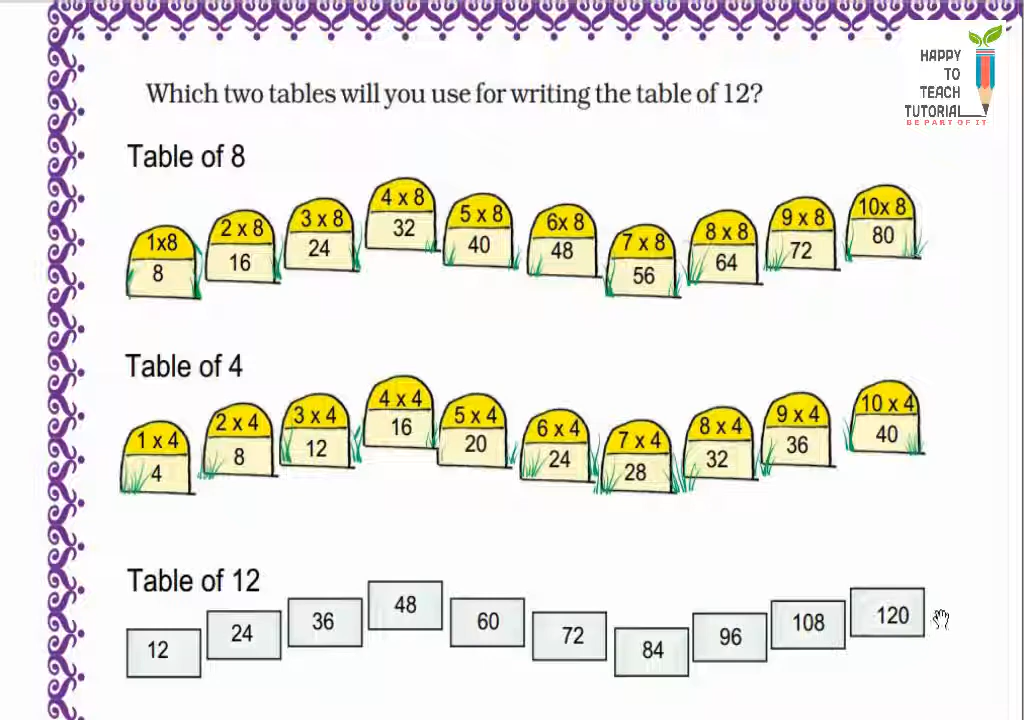 HAPPY
TO
TEACH
TUTORIAL
BE PART OF IT
Which two tables will you use for writing the table of 12?
Table of 8
1x8 2 x 8 3 x 8 4 x 8 5 x 8 6x 8 7 x 8 8 x 8 9 x 8 10x 8
8 16 24 32 40 48 56 64 72 80
Table of 4
1 x 4 2 x 4 3 x 4 4 x 4 5 x 4 6 x 4 7 x 4 8 x 4 9 x 4 10 x 4
4 8 12 16 20 24 28 32 36 40
Table of 12
12 24 36 48 60 72 84 96 108 120